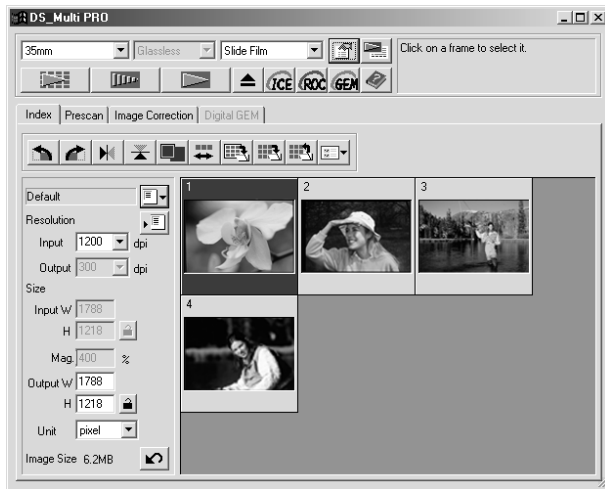 DS_Multi PRO
35mm Glassless Slide Film
Click on a frame to select it.
ICE ROC GEM
Index Prescan Image Correction Digital GEM
Default
Resolution
Input 1200 dpi
Output 300 dpi
Size
Input W 1788
H 1218
Mag. 400 %
Output W 1788
H 1218
Unit pixel
Image Size 6.2MB
1 2 3
4